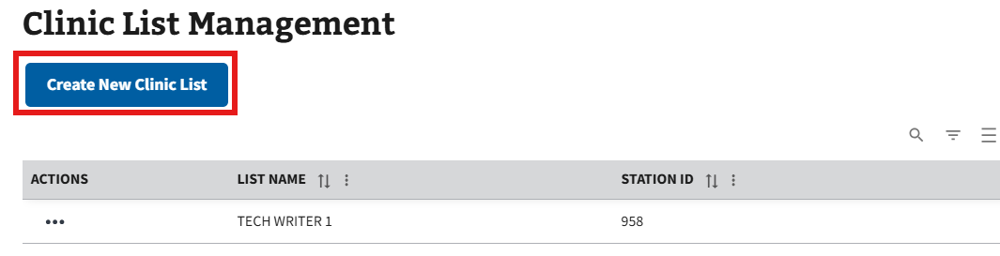 Clinic List Management
Create New Clinic List
ACTIONS LIST NAME STATION ID
TECH WRITER 1 958